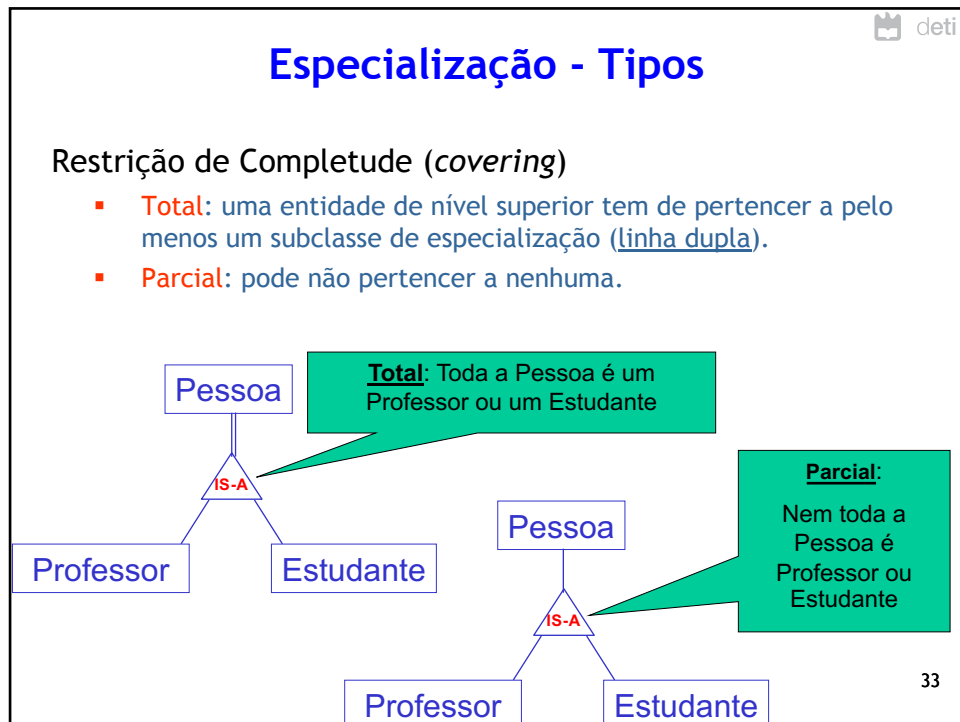 deti
Especialização - Tipos
Restrição de Completude (covering)
▪ Total: uma entidade de nível superior tem de pertencer a pelo
menos um subclasse de especialização (linha dupla).
▪ Parcial: pode não pertencer a nenhuma.
Pessoa
Total: Toda a Pessoa é um
Professor ou um Estudante
IS-A
Professor
Estudante
Parcial:
Nem toda a
Pessoa é
Professor ou
Estudante
Pessoa
IS-A
Professor
Estudante
33